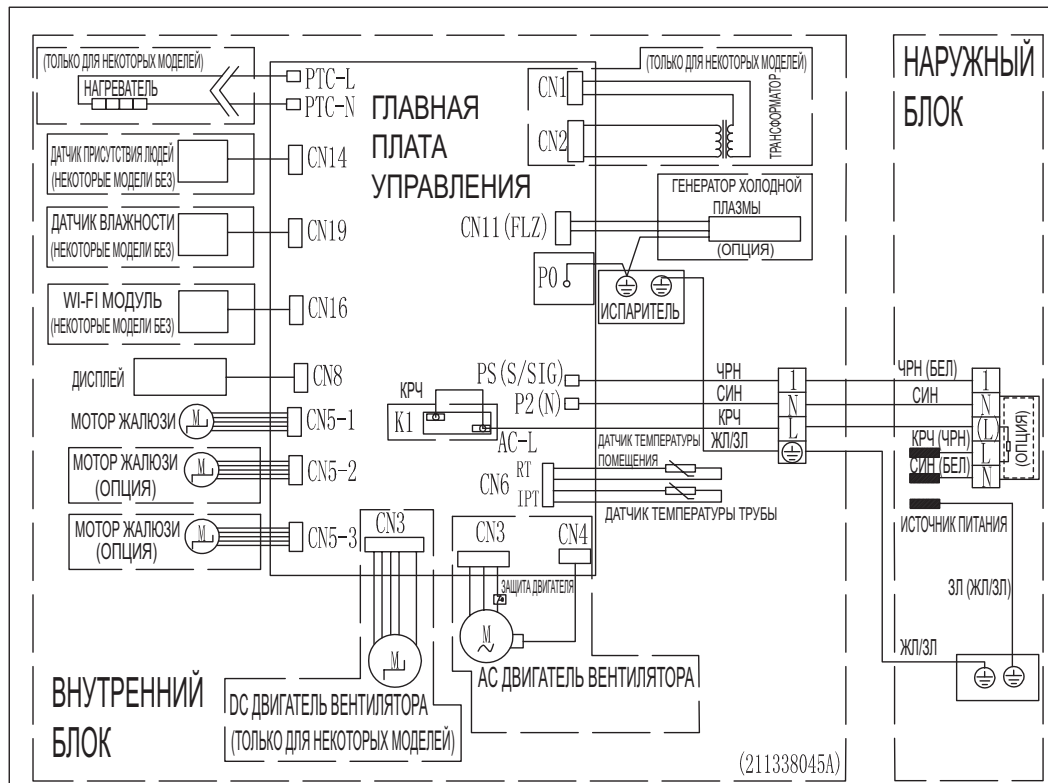 (ТОЛЬКО ДЛЯ НЕКОТОРЫХ МОДЕЛЕЙ)
НАГРЕВАТЕЛЬ
PTC-L
PTC-N
ДАТЧИК ПРИСУТСТВИЯ ЛЮДЕЙ
(НЕКОТОРЫЕ МОДЕЛИ БЕЗ)
CN14
ДАТЧИК ВЛАЖНОСТИ
(НЕКОТОРЫЕ МОДЕЛИ БЕЗ)
CN19
WI-FI МОДУЛЬ
(НЕКОТОРЫЕ МОДЕЛИ БЕЗ)
CN16
ДИСПЛЕЙ
CN8
МОТОР ЖАЛЮЗИ
M
CN5-1
МОТОР ЖАЛЮЗИ
(ОПЦИЯ)
M
CN5-2
МОТОР ЖАЛЮЗИ
(ОПЦИЯ)
M
CN5-3
ГЛАВНАЯ
ПЛАТА
УПРАВЛЕНИЯ
CN1
CN2
(ТОЛЬКО ДЛЯ НЕКОТОРЫХ МОДЕЛЕЙ)
ТРАНСФОРМАТОР
ГЕНЕРАТОР ХОЛОДНОЙ
ПЛАЗМЫ
(ОПЦИЯ)
CN11(FLZ)
P0
ИСПАРИТЕЛЬ
PS(S/SIG)
P2(N)
КРЧ
K1
AC-L
ЧРН
СИН
КРЧ
ЖЛ/ЗЛ
1
N
L
CN6
RT
IPT
ДАТЧИК ТЕМПЕРАТУРЫ
ПОМЕЩЕНИЯ
ДАТЧИК ТЕМПЕРАТУРЫ ТРУБЫ
CN3
M
DC ДВИГАТЕЛЬ ВЕНТИЛЯТОРА
(ТОЛЬКО ДЛЯ НЕКОТОРЫХ МОДЕЛЕЙ)
CN3
CN4
ЗАЩИТА ДВИГАТЕЛЯ
M
AC ДВИГАТЕЛЬ ВЕНТИЛЯТОРА
ВНУТРЕННИЙ
БЛОК
(211338045A)
НАРУЖНЫЙ
БЛОК
ЧРН (БЕЛ)
СИН
1
N
(L)
L
N
(ОПЦИЯ)
КРЧ (ЧРН)
СИН (БЕЛ)
ИСТОЧНИК ПИТАНИЯ
ЗЛ (ЖЛ/ЗЛ)
ЖЛ/ЗЛ